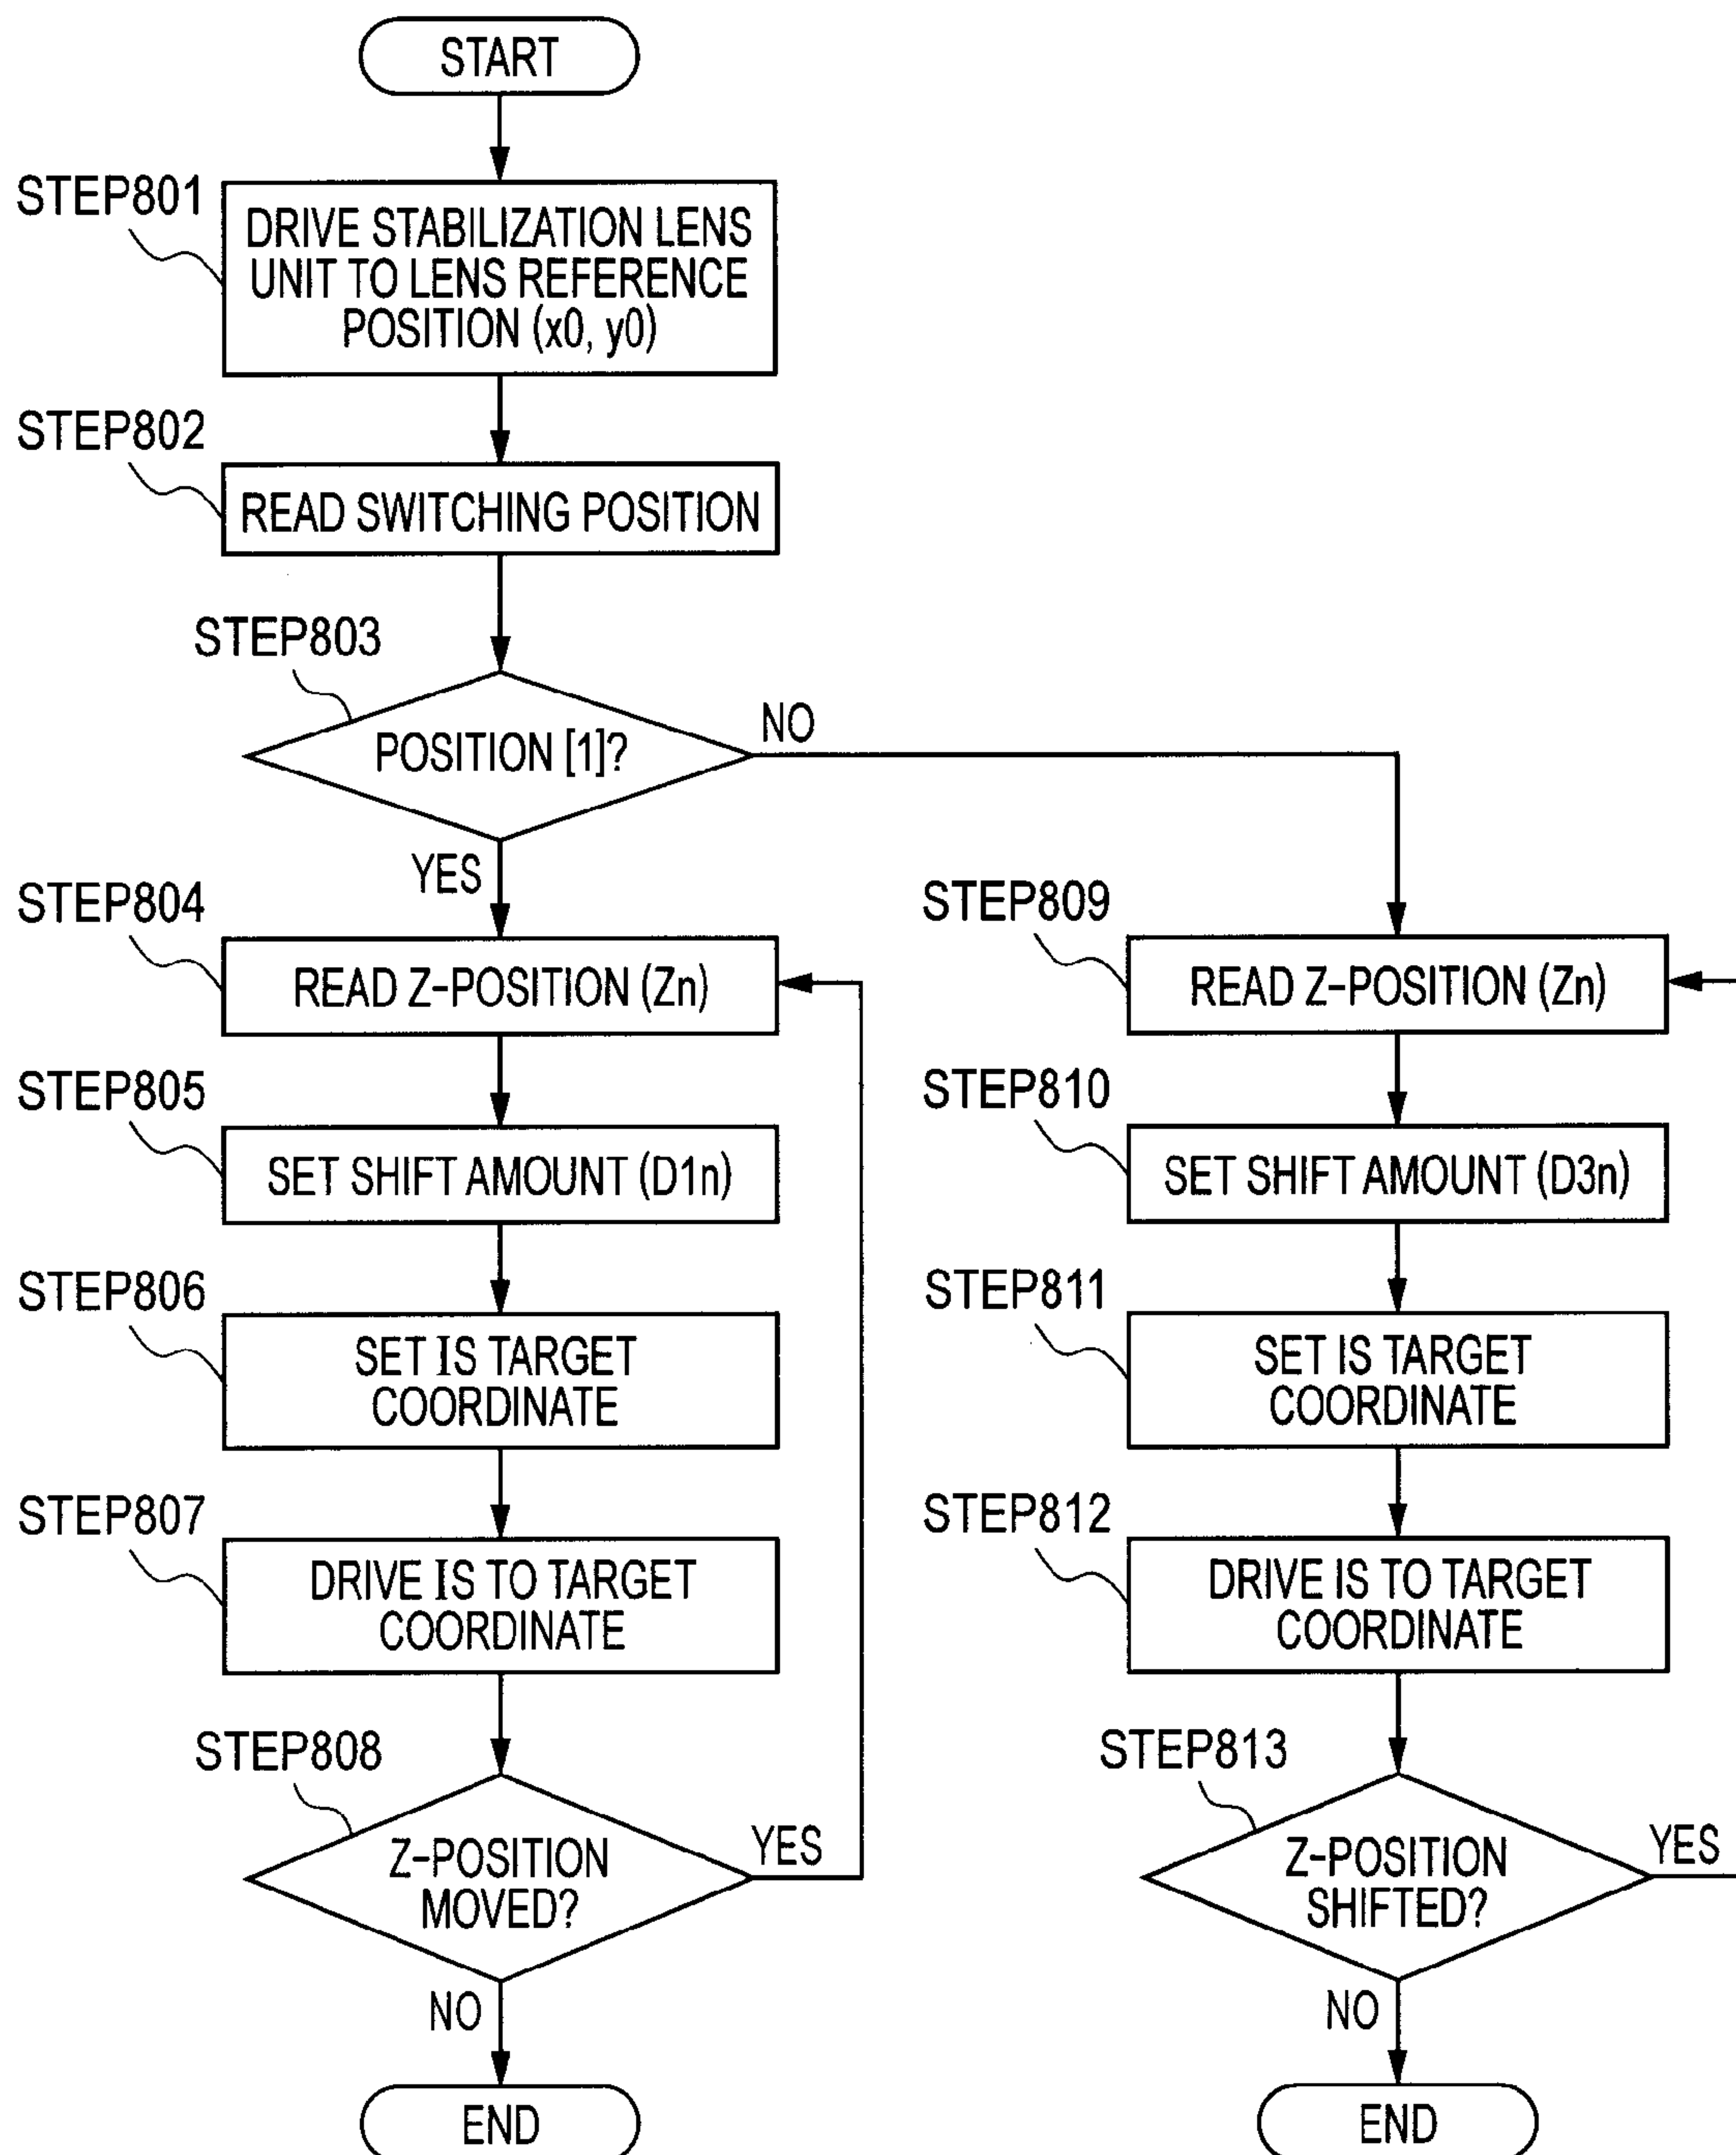 START
STEP801
DRIVE STABILIZATION LENS
UNIT TO LENS REFERENCE
POSITION (x0, y0)
STEP802
READ SWITCHING POSITION
STEP803
POSITION [1]?
NO
YES
STEP804
READ Z-POSITION (Zn)
STEP805
SET SHIFT AMOUNT (D1n)
STEP806
SET IS TARGET
COORDINATE
STEP807
DRIVE IS TO TARGET
COORDINATE
STEP808
Z-POSITION
MOVED?
YES
NO
END
STEP809
READ Z-POSITION (Zn)
STEP810
SET SHIFT AMOUNT (D3n)
STEP811
SET IS TARGET
COORDINATE
STEP812
DRIVE IS TO TARGET
COORDINATE
STEP813
Z-POSITION
SHIFTED?
YES
NO
END